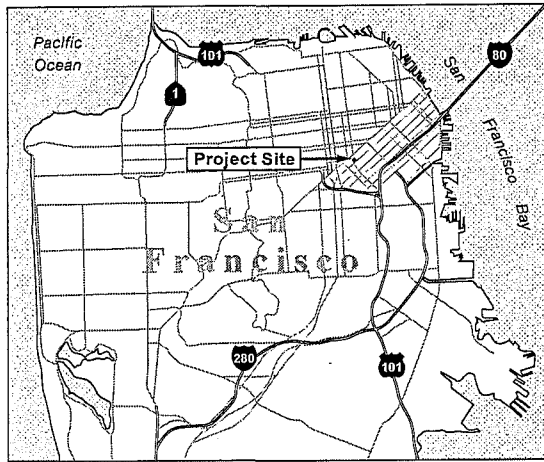 Pacific
Ocean
101
80
1
San
Francisco
Bay
Project Site
San
Francisco
280
101